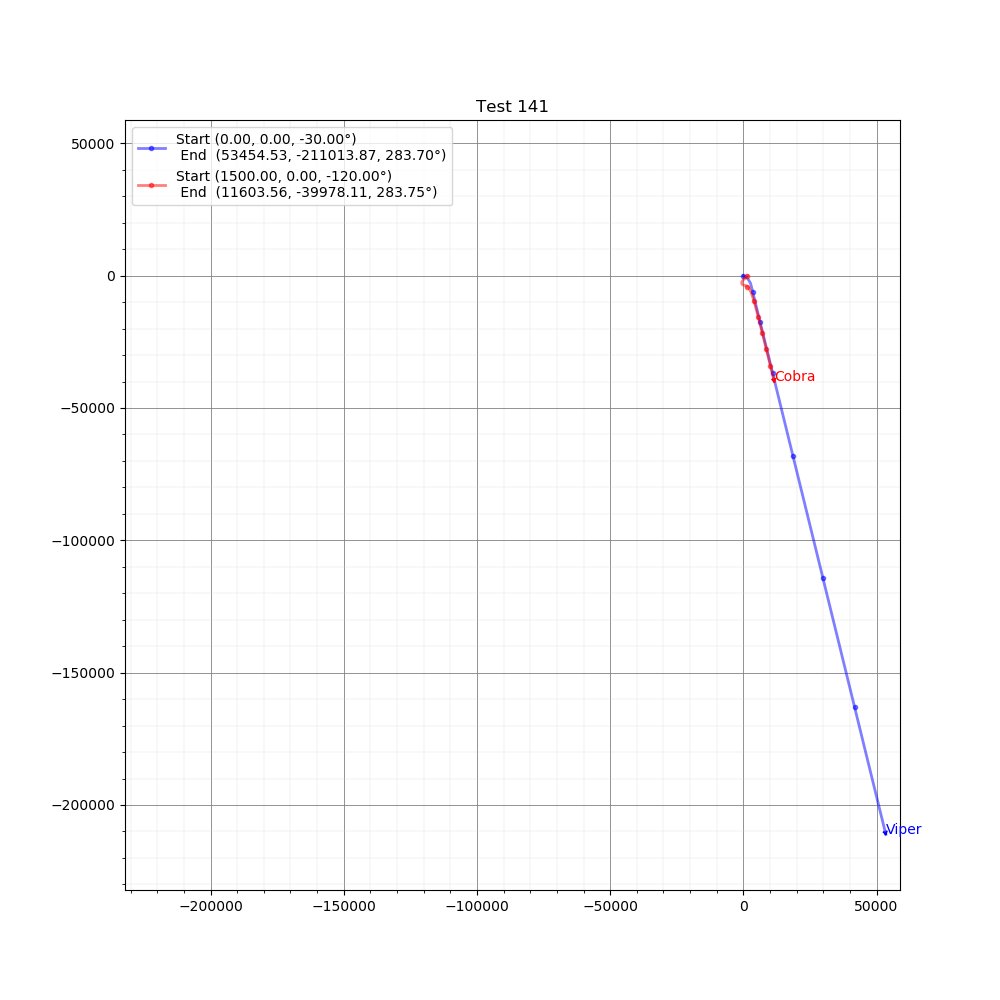 Test 141
Start (0.00, 0.00, -30.00°)
End  (53454.53, -211013.87, 283.70°)
Start (1500.00, 0.00, -120.00°)
End  (11603.56, -39978.11, 283.75°)
50000
0
−50000
−100000
−150000
−200000
Cobra
Viper
−200000
−150000
−100000
−50000
0
50000